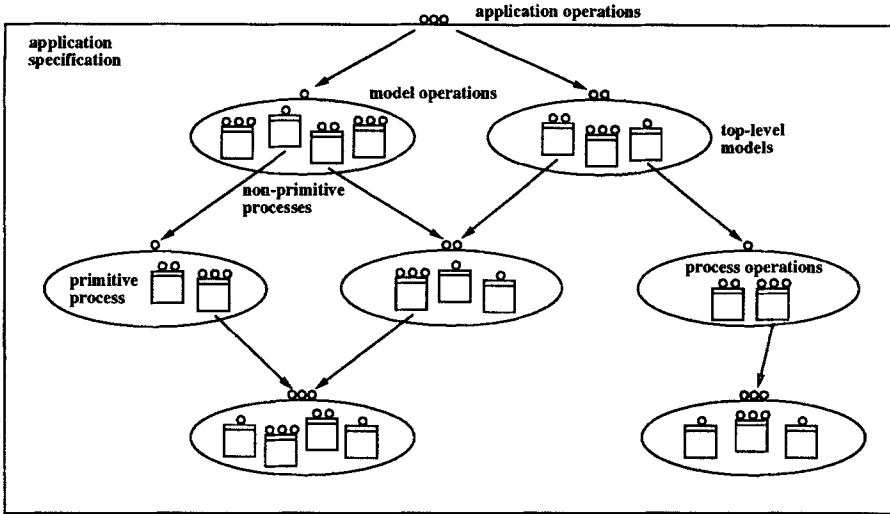 application operations
application
specification
model operations
top-level
models
non-primitive
processes
primitive
process
process operations